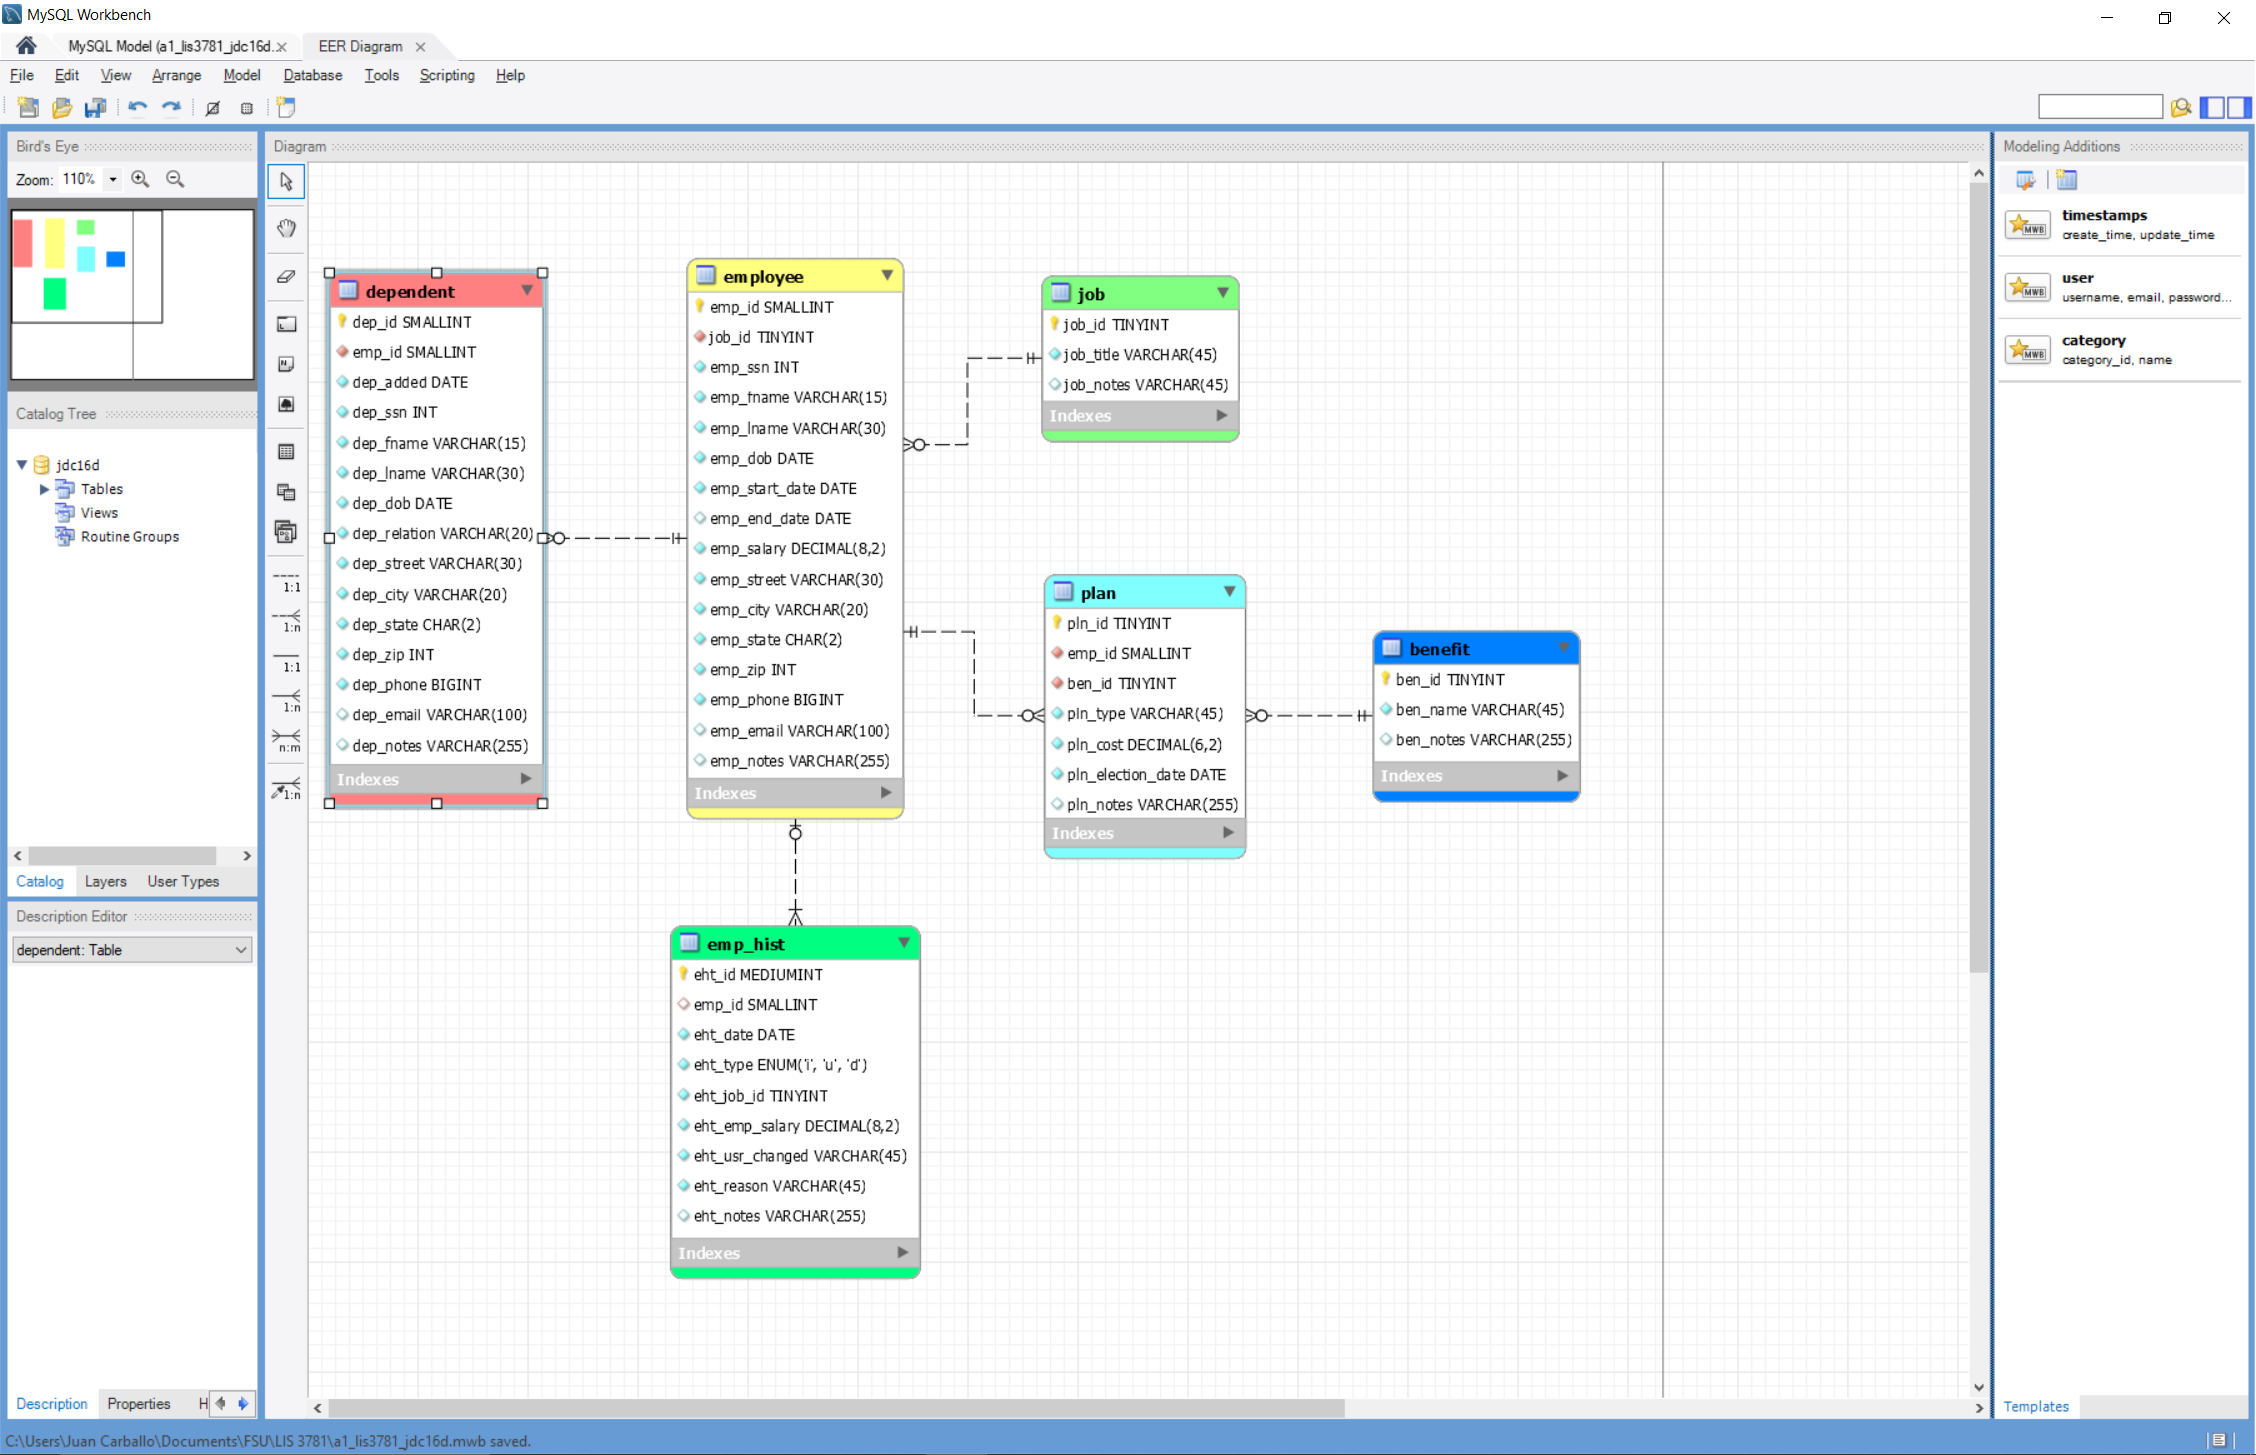 MySQL Workbench
MySQL Model (a1_lis3781_jdc16d.
EER Diagram
File Edit View Arrange Model Database Tools Scripting Help
Bird's Eye
Zoom: 110%
Catalog Tree
jdc16d
Tables
Views
Routine Groups
Catalog Layers User Types
Description Editor
dependent: Table
Description Properties H
Diagram
1:1
1:n
1:1
1:n
n:m
1:n
dependent
dep_id SMALLINT
emp_id SMALLINT
dep_added DATE
dep_ssn INT
dep_fname VARCHAR(15)
dep_lname VARCHAR(30)
dep_dob DATE
dep_relation VARCHAR(20)
dep_street VARCHAR(30)
dep_city VARCHAR(20)
dep_state CHAR(2)
dep_zip INT
dep_phone BIGINT
dep_email VARCHAR(100)
dep_notes VARCHAR(255)
Indexes
employee
emp_id SMALLINT
job_id TINYINT
emp_ssn INT
emp_fname VARCHAR(15)
emp_lname VARCHAR(30)
emp_dob DATE
emp_start_date DATE
emp_end_date DATE
emp_salary DECIMAL(8,2)
emp_street VARCHAR(30)
emp_city VARCHAR(20)
emp_state CHAR(2)
emp_zip INT
emp_phone BIGINT
emp_email VARCHAR(100)
emp_notes VARCHAR(255)
Indexes
job
job_id TINYINT
job_title VARCHAR(45)
job_notes VARCHAR(45)
Indexes
plan
pln_id TINYINT
emp_id SMALLINT
ben_id TINYINT
pln_type VARCHAR(45)
pln_cost DECIMAL(6,2)
pln_election_date DATE
pln_notes VARCHAR(255)
Indexes
benefit
ben_id TINYINT
ben_name VARCHAR(45)
ben_notes VARCHAR(255)
Indexes
emp_hist
eht_id MEDIUMINT
emp_id SMALLINT
eht_date DATE
eht_type ENUM('i', 'u', 'd')
eht_job_id TINYINT
eht_emp_salary DECIMAL(8,2)
eht_usr_changed VARCHAR(45)
eht_reason VARCHAR(45)
eht_notes VARCHAR(255)
Indexes
Modeling Additions
MWB
timestamps
create_time, update_time
MWB
user
username, email, password...
MWB
category
category_id, name
Templates
C:\Users\Juan Carballo\Documents\FSU\LIS 3781\a1_lis3781_jdc16d.mwb saved.